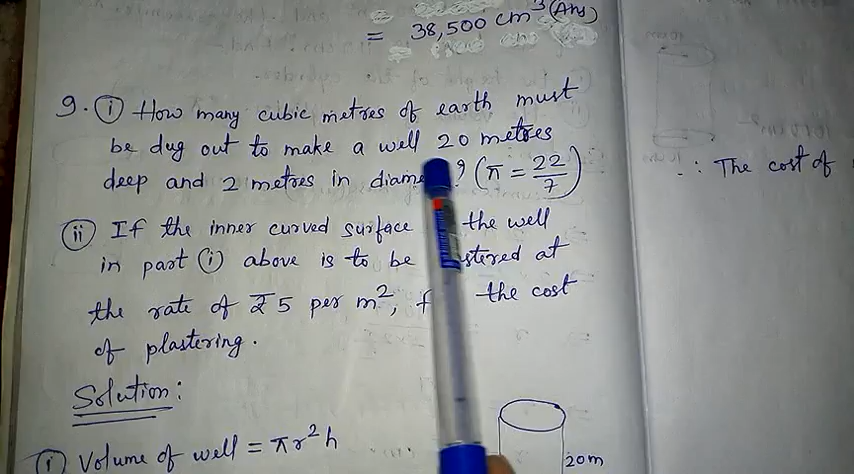 = 38,500 cm³ (Ans)
9. (i) How many cubic metres of earth must
be dug out to make a well 20 metres
deep and 2 metres in diame ? (π = 22/7)
(ii) If the inner curved surface the well
in part (i) above is to be stered at
the rate of ₹5 per m², f the cost
of plastering.
Solution:
(i) Volume of well = πr²h
20m
∴ The cost of